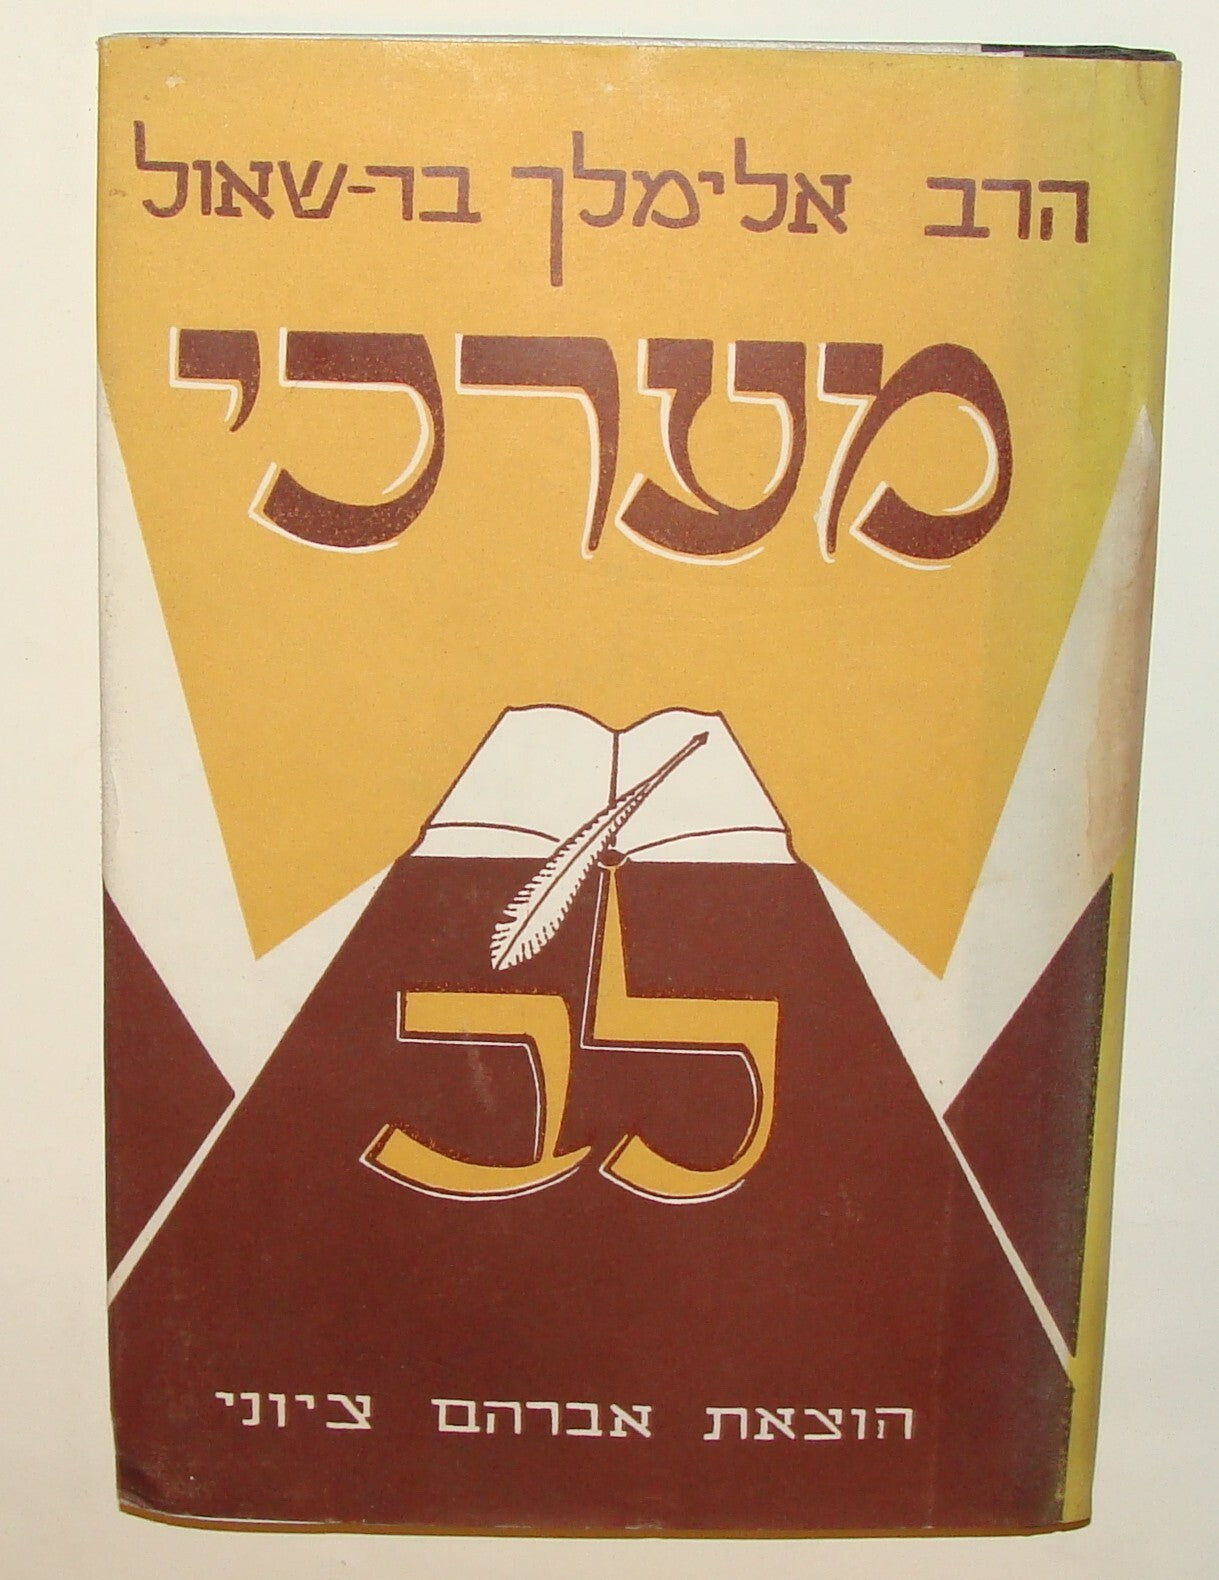 הרב אלימלך בר-שאול
מערכי
לב
הוצאת אברהם ציוני